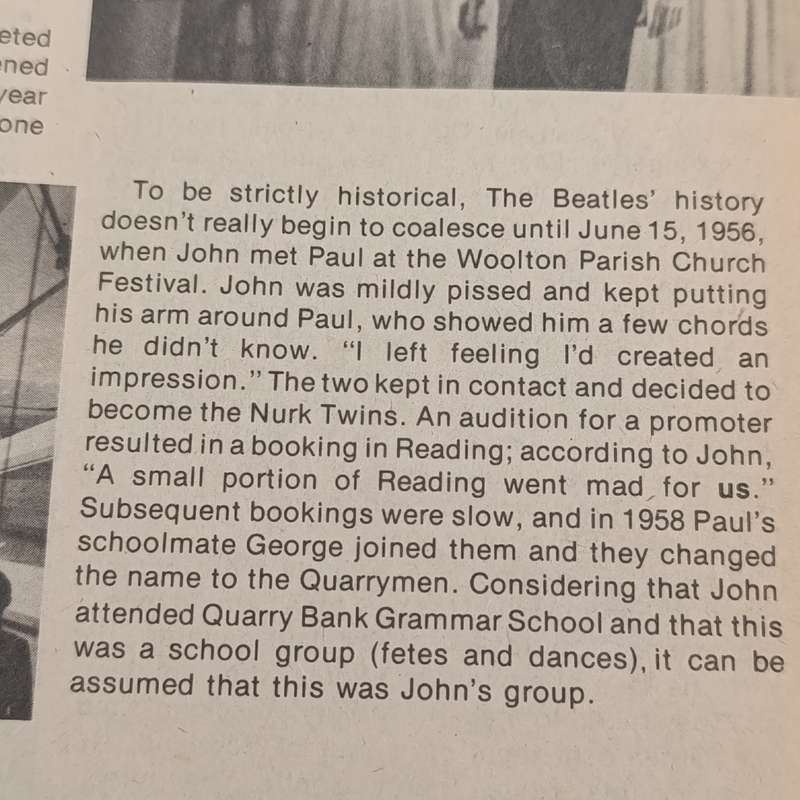 eted
ned
year
one
To be strictly historical, The Beatles' history
doesn't really begin to coalesce until June 15, 1956,
when John met Paul at the Woolton Parish Church
Festival. John was mildly pissed and kept putting
his arm around Paul, who showed him a few chords
he didn't know. "I left feeling I'd created an
impression." The two kept in contact and decided to
become the Nurk Twins. An audition for a promoter
resulted in a booking in Reading; according to John,
"A small portion of Reading went mad for us."
Subsequent bookings were slow, and in 1958 Paul's
schoolmate George joined them and they changed
the name to the Quarrymen. Considering that John
attended Quarry Bank Grammar School and that this
was a school group (fetes and dances), it can be
assumed that this was John's group.